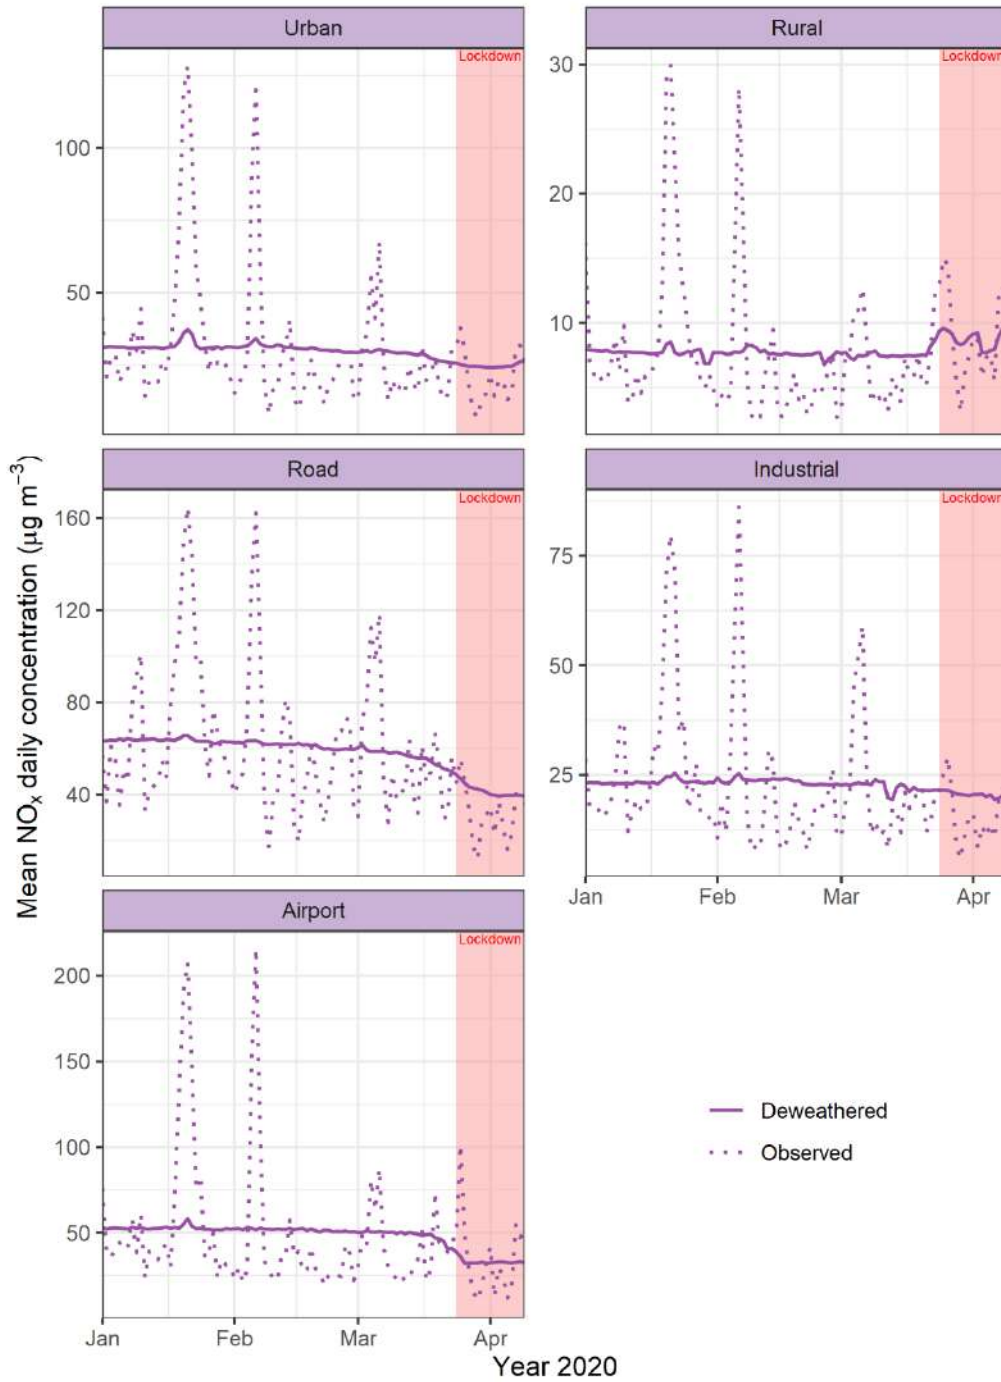 Urban
Lockdown
100
50
Rural
Lockdown
30
20
10
Road
Lockdown
160
120
80
40
Industrial
Lockdown
75
50
25
Jan Feb Mar Apr
Airport
Lockdown
200
150
100
50
Jan Feb Mar Apr
Mean NOₓ daily concentration (µg m⁻³)
Year 2020
Deweathered
Observed